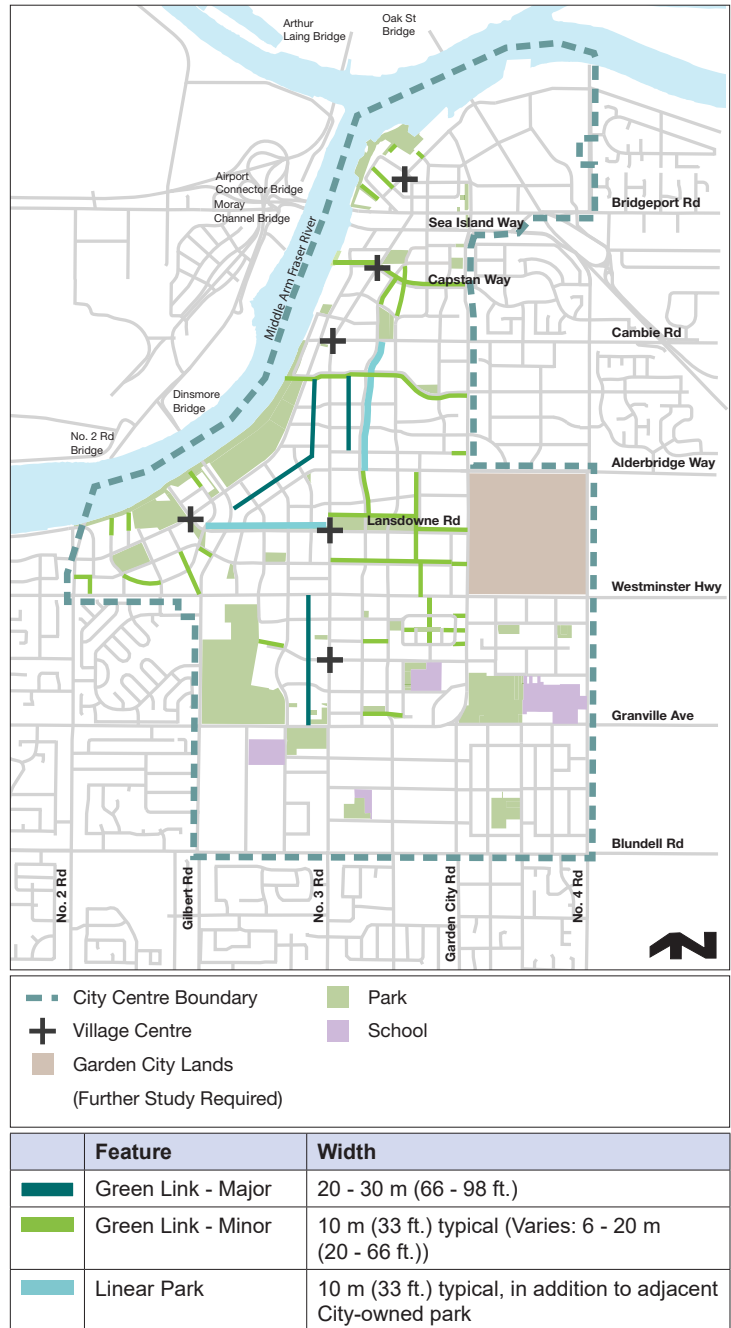 Arthur
Laing Bridge
Oak St
Bridge
Airport
Connector Bridge
Moray
Channel Bridge
Bridgeport Rd
Sea Island Way
Middle Arm Fraser River
Capstan Way
Cambie Rd
Dinsmore
Bridge
No. 2 Rd
Bridge
Alderbridge Way
Lansdowne Rd
Westminster Hwy
Granville Ave
Blundell Rd
No. 2 Rd
Gilbert Rd
No. 3 Rd
Garden City Rd
No. 4 Rd
N
City Centre Boundary
Village Centre
Garden City Lands
(Further Study Required)
Park
School
Feature Width
Green Link - Major 20 - 30 m (66 - 98 ft.)
Green Link - Minor 10 m (33 ft.) typical (Varies: 6 - 20 m
(20 - 66 ft.))
Linear Park 10 m (33 ft.) typical, in addition to adjacent
City-owned park